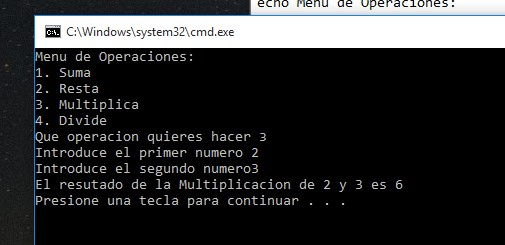 echo Menu de Operaciones:
C:\Windows\system32\cmd.exe
Menu de Operaciones:
1. Suma
2. Resta
3. Multiplica
4. Divide
Que operacion quieres hacer 3
Introduce el primer numero 2
Introduce el segundo numero3
El resutado de la Multiplicacion de 2 y 3 es 6
Presione una tecla para continuar . . .